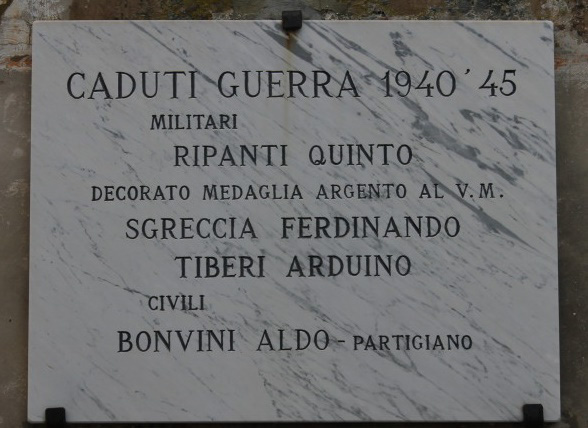 CADUTI GUERRA 1940 '45
MILITARI
RIPANTI QUINTO
DECORATO MEDAGLIA ARGENTO AL V.M.
SGRECCIA FERDINANDO
TIBERI ARDUINO
CIVILI
BONVINI ALDO - PARTIGIANO